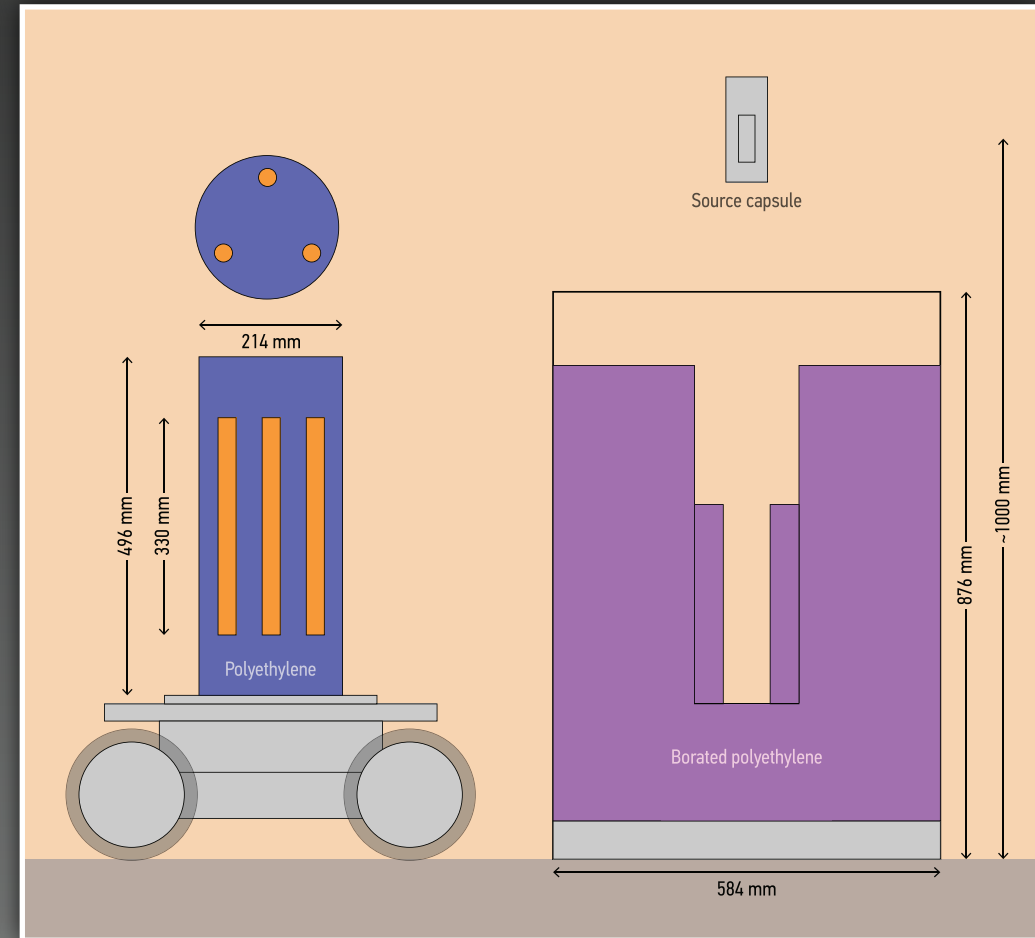 Source capsule
214 mm
496 mm
330 mm
~1000 mm
876 mm
Polyethylene
Borated polyethylene
584 mm